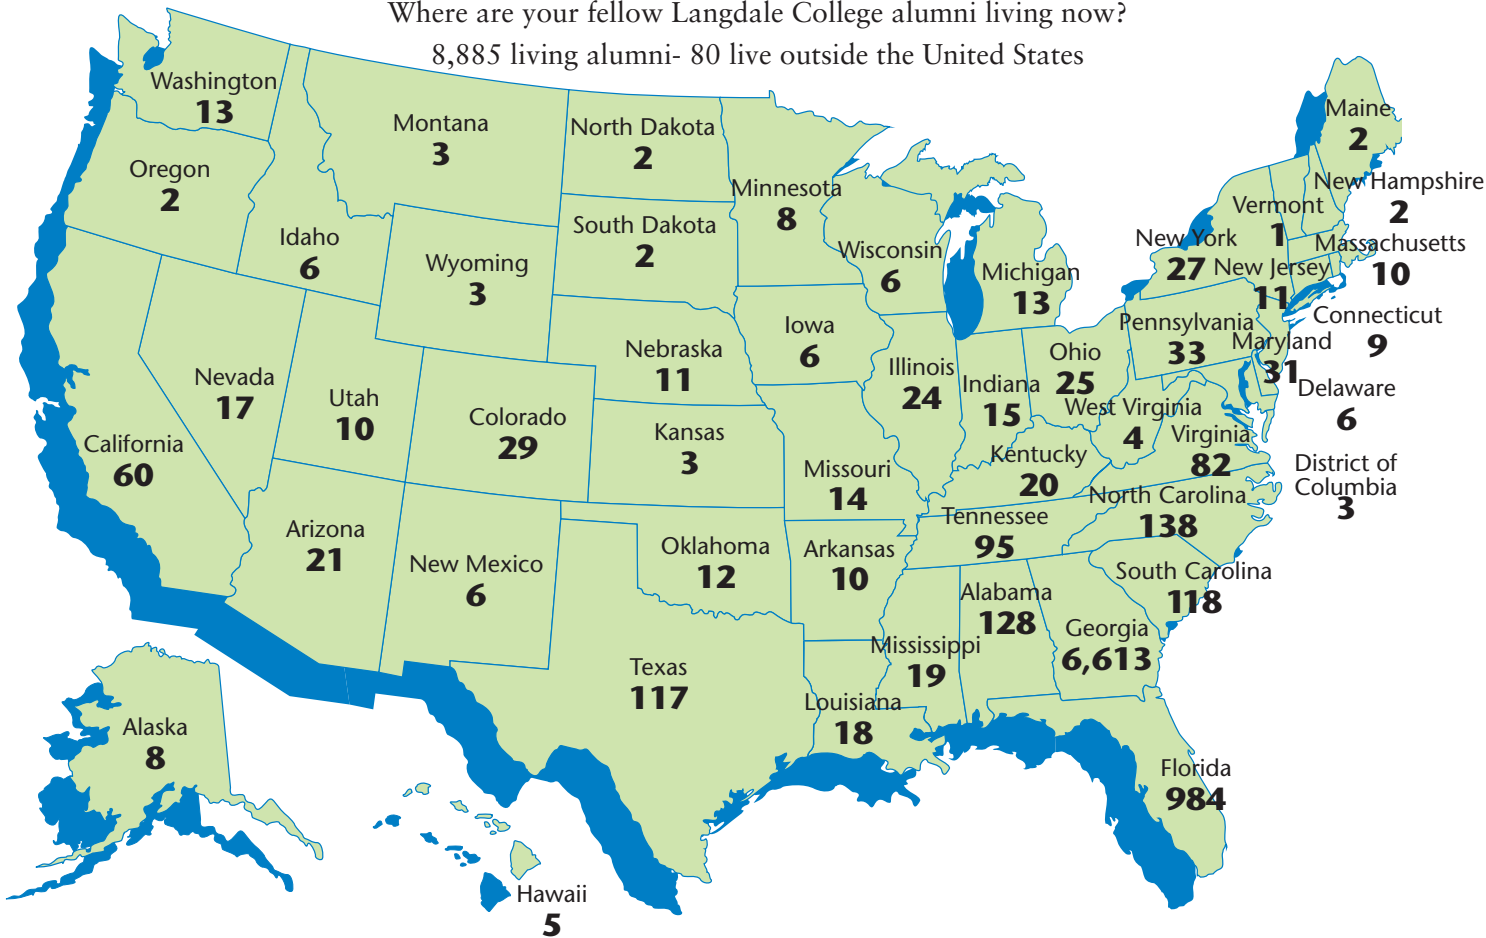 Where are your fellow Langdale College alumni living now?
8,885 living alumni- 80 live outside the United States
Washington
13
Oregon
2
Idaho
6
Montana
3
Wyoming
3
North Dakota
2
South Dakota
2
Nebraska
11
Kansas
3
Minnesota
8
Iowa
6
Wisconsin
6
Michigan
13
Illinois
24
Indiana
15
Ohio
25
Missouri
14
Kentucky
20
West Virginia
4
Virginia
82
Pennsylvania
33
New York
27
New Jersey
11
Vermont
1
Maine
2
New Hampshire
2
Massachusetts
10
Connecticut
9
Maryland
31
Delaware
6
District of
Columbia
3
California
60
Nevada
17
Utah
10
Colorado
29
Arizona
21
New Mexico
6
Oklahoma
12
Arkansas
10
Tennessee
95
North Carolina
138
South Carolina
118
Alabama
128
Georgia
6,613
Mississippi
19
Louisiana
18
Texas
117
Florida
984
Alaska
8
Hawaii
5